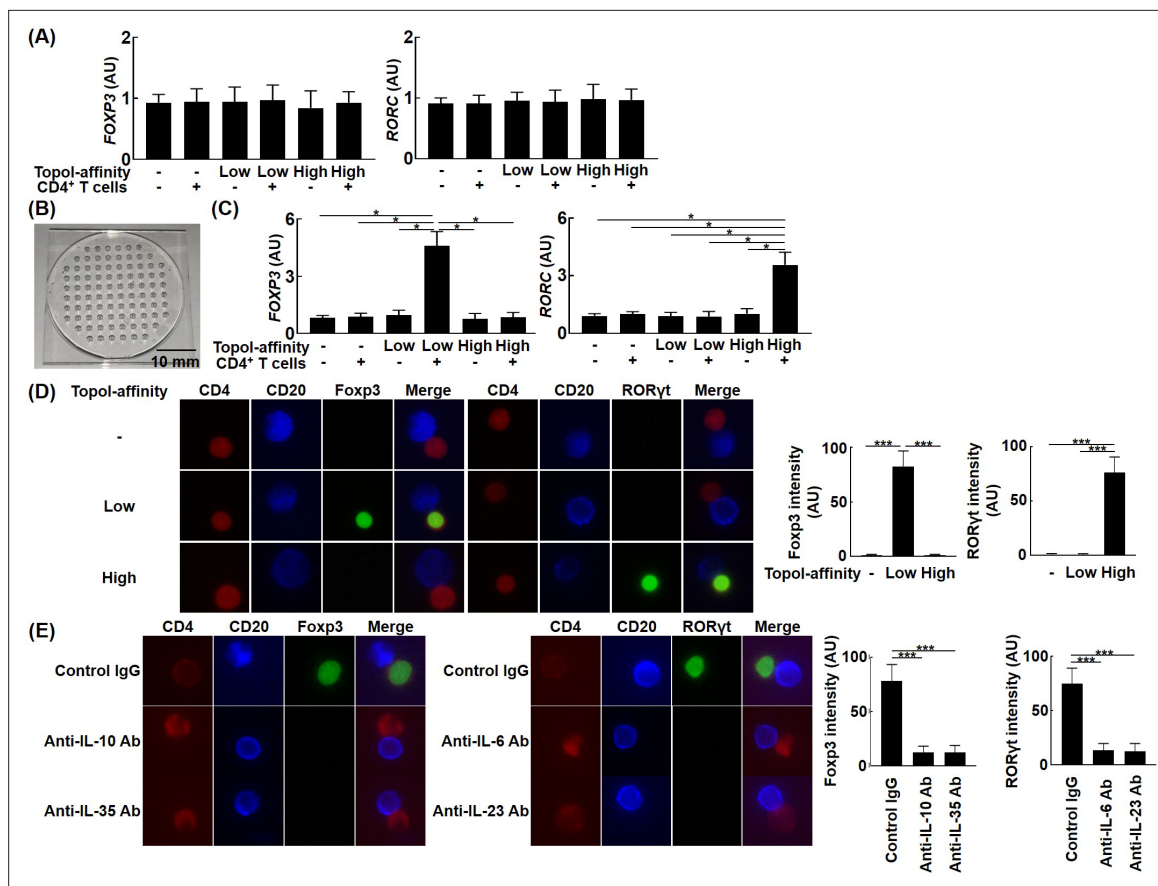 (A)
2
1
0
FOXP3 (AU)
2
1
0
RORC (AU)
Topol-affinity - - Low Low High High - - Low Low High High
CD4+ T cells - + - + - + - + - + - +
(B)
10 mm
(C)
6
3
0
FOXP3 (AU)
* * * * *
6
3
0
RORC (AU)
* * * * *
Topol-affinity - - Low Low High High - - Low Low High High
CD4+ T cells - + - + - + - + - + - +
(D)
Topol-affinity CD4 CD20 Foxp3 Merge CD4 CD20 RORγt Merge
-
Low
High
100
50
0
Foxp3 intensity
(AU)
*** ***
100
50
0
RORγt intensity
(AU)
***
***
Topol-affinity - Low High - Low High
(E)
CD4 CD20 Foxp3 Merge
Control IgG
Anti-IL-10 Ab
Anti-IL-35 Ab
CD4 CD20 RORγt Merge
Control IgG
Anti-IL-6 Ab
Anti-IL-23 Ab
100
50
0
Foxp3 intensity (AU)
***
***
Control IgG
Anti-IL-10 Ab
Anti-IL-35 Ab
100
50
0
RORγt intensity (AU)
***
***
Control IgG
Anti-IL-6 Ab
Anti-IL-23 Ab